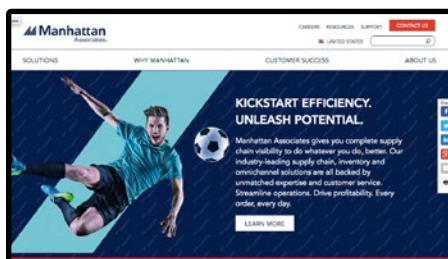 CAREERS RESOURCES SUPPORT CONTACT US
Manhattan
Associates.
UNITED STATES
SOLUTIONS WHY MANHATTAN CUSTOMER SUCCESS ABOUT US
KICKSTART EFFICIENCY.
UNLEASH POTENTIAL.
Manhattan Associates gives you complete supply
chain visibility to do whatever you do, better. Our
industry-leading supply chain, inventory and
omnichannel solutions are all backed by
unmatched expertise and customer service.
Streamline operations. Drive profitability. Every
order, every day.
LEARN MORE